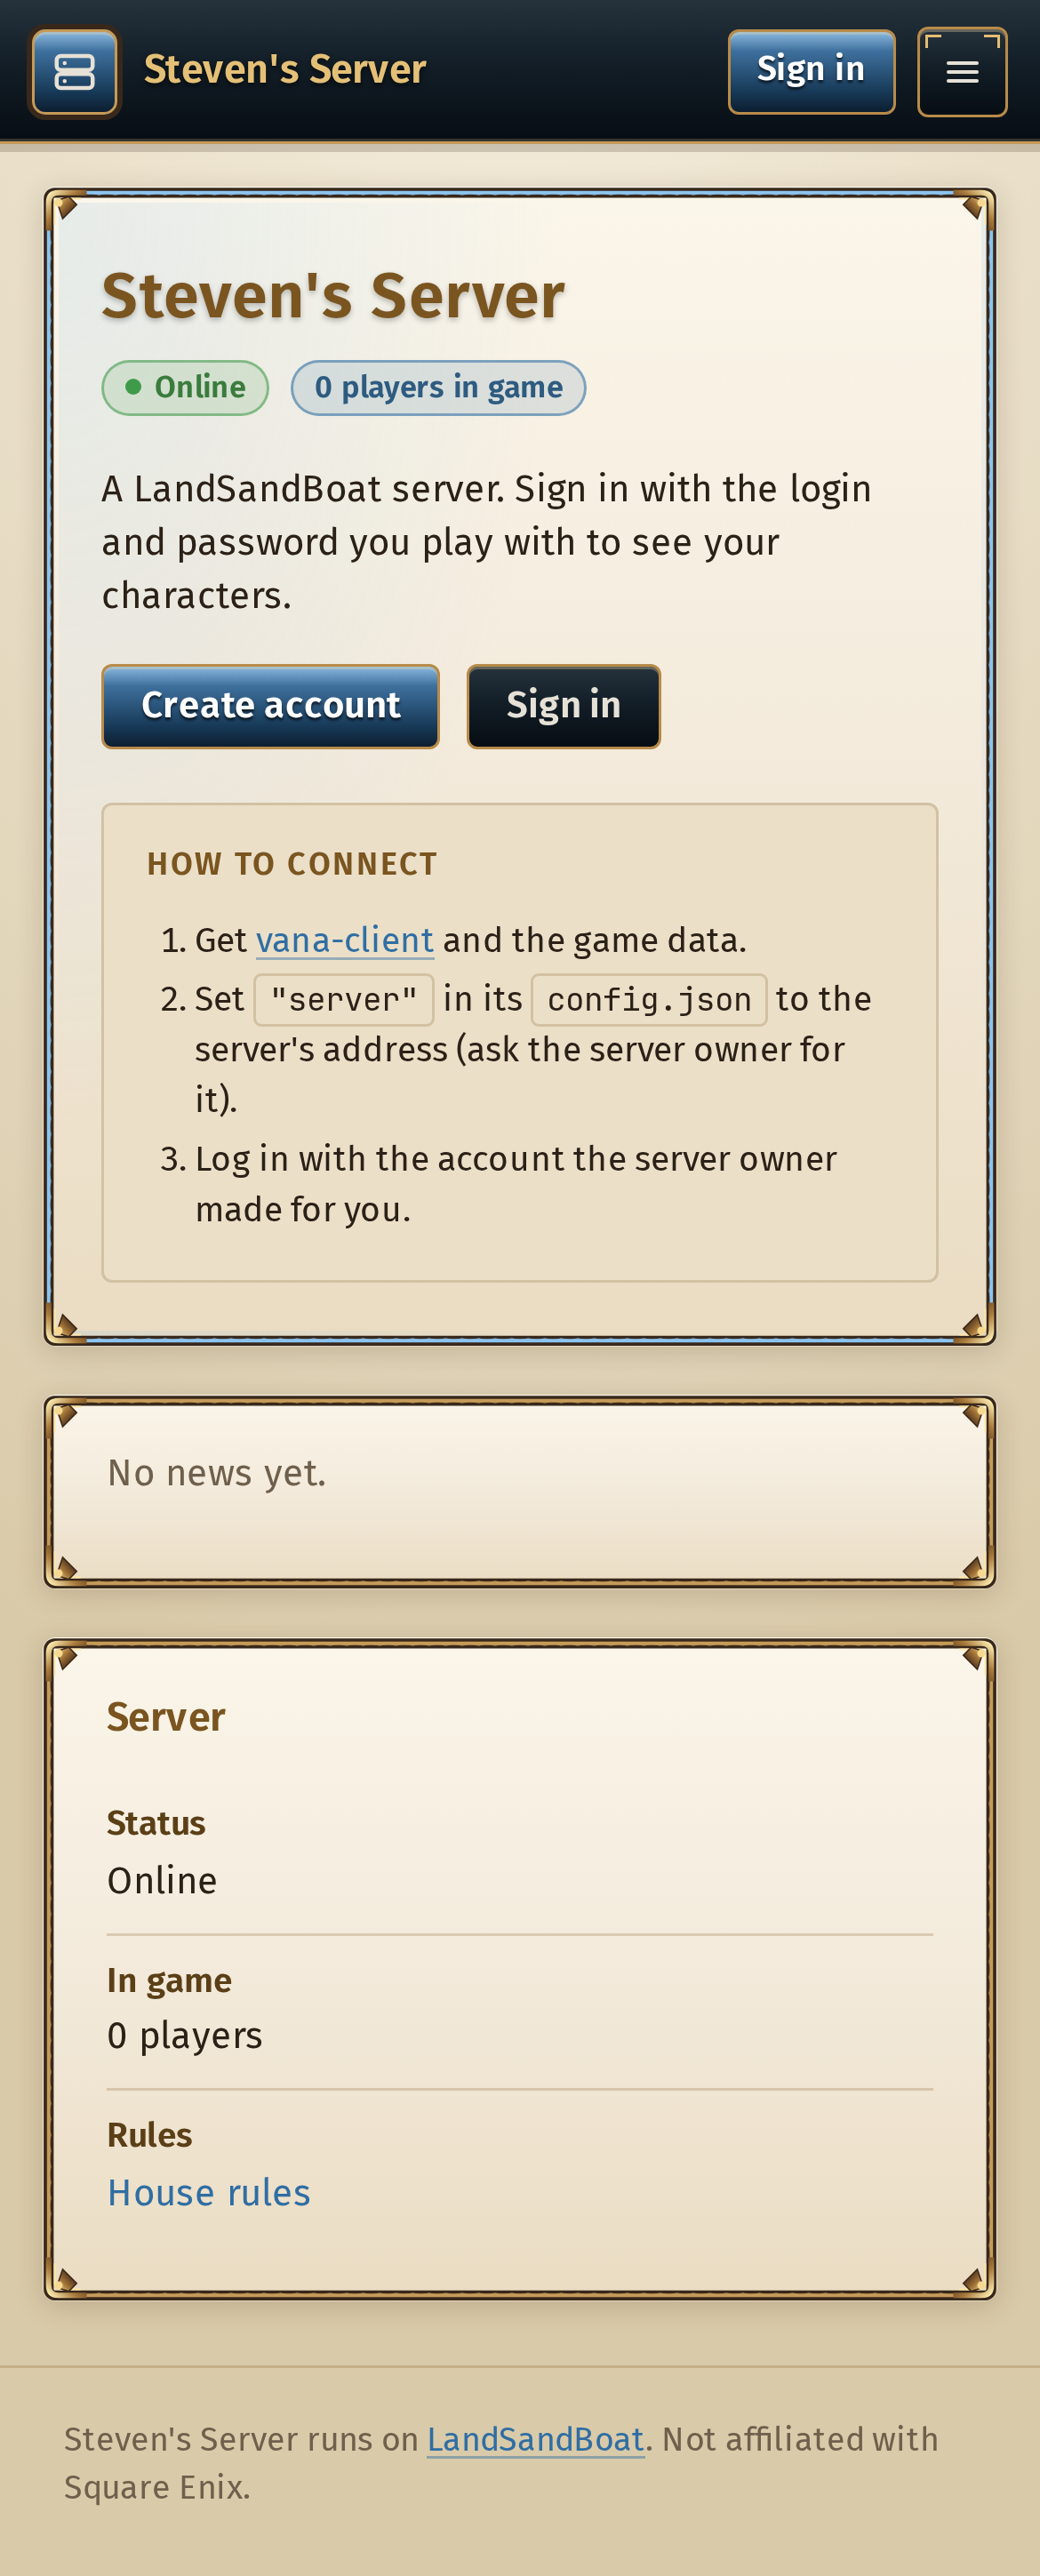 Steven's Server
Sign in
Steven's Server
Online
0 players in game
A LandSandBoat server. Sign in with the login
and password you play with to see your
characters.
Create account
Sign in
HOW TO CONNECT
1. Get vana-client and the game data.
2. Set "server" in its config.json to the
server's address (ask the server owner for
it).
3. Log in with the account the server owner
made for you.
No news yet.
Server
Status
Online
In game
0 players
Rules
House rules
Steven's Server runs on LandSandBoat. Not affiliated with
Square Enix.